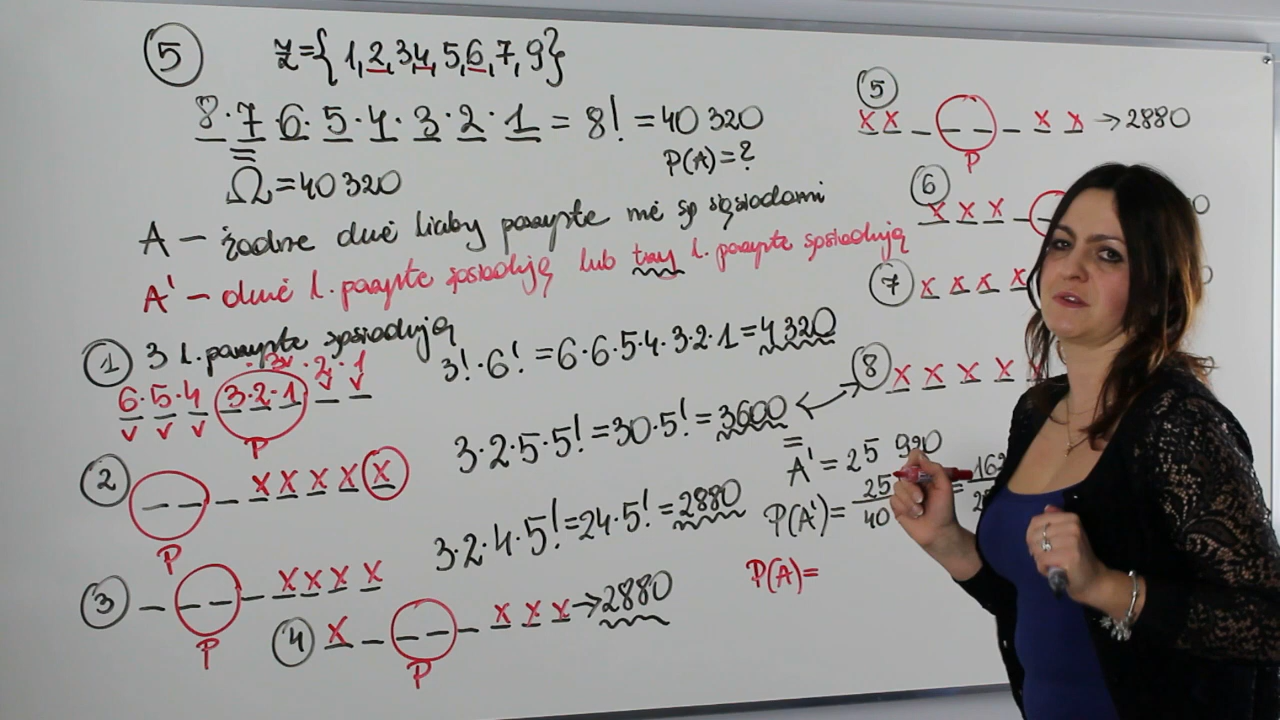 5 Z={1,2,3,4,5,6,7,9}
8·7·6·5·4·3·2·1 = 8! = 40 320
Ω = 40 320
P(A) = ?
A – żadne dwie liczby parzyste nie są sąsiadami
A' – dwie l. parzyste sąsiadują lub trzy l. parzyste sąsiadują
1 3 l. parzyste sąsiadują
6·5·4 3·2·1 · 3 · 2 · 1
P
3!·6! = 6·6·5·4·3·2·1 = 4 320
2 _ _ _ x x x x x
P
3·2·5·5! = 30·5! = 3600
3 _ _ _ _ x x x x
P
3·2·4·5! = 24·5! = 2880
4 x _ _ _ _ x x x → 2880
P
5
x x _ _ _ _ x x → 2880
P
6
x x x _
7 x x x x
8 x x x x
A' =
P(A') =
P(A) =